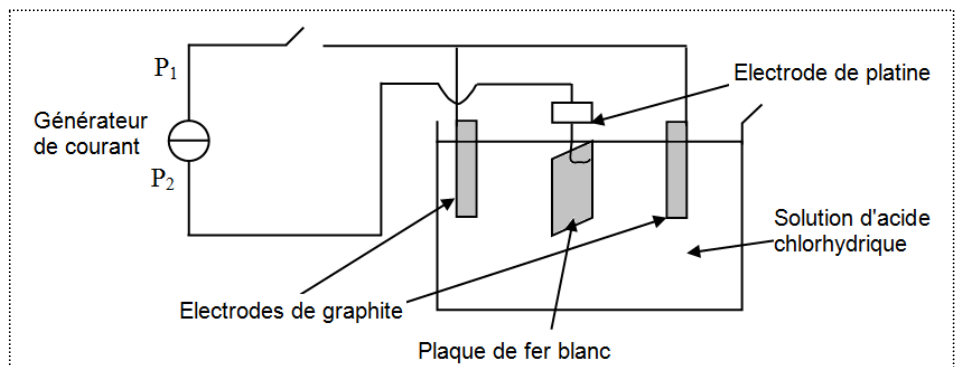 P₁
Electrode de platine
Générateur
de courant
P₂
Solution d'acide
chlorhydrique
Electrodes de graphite
Plaque de fer blanc